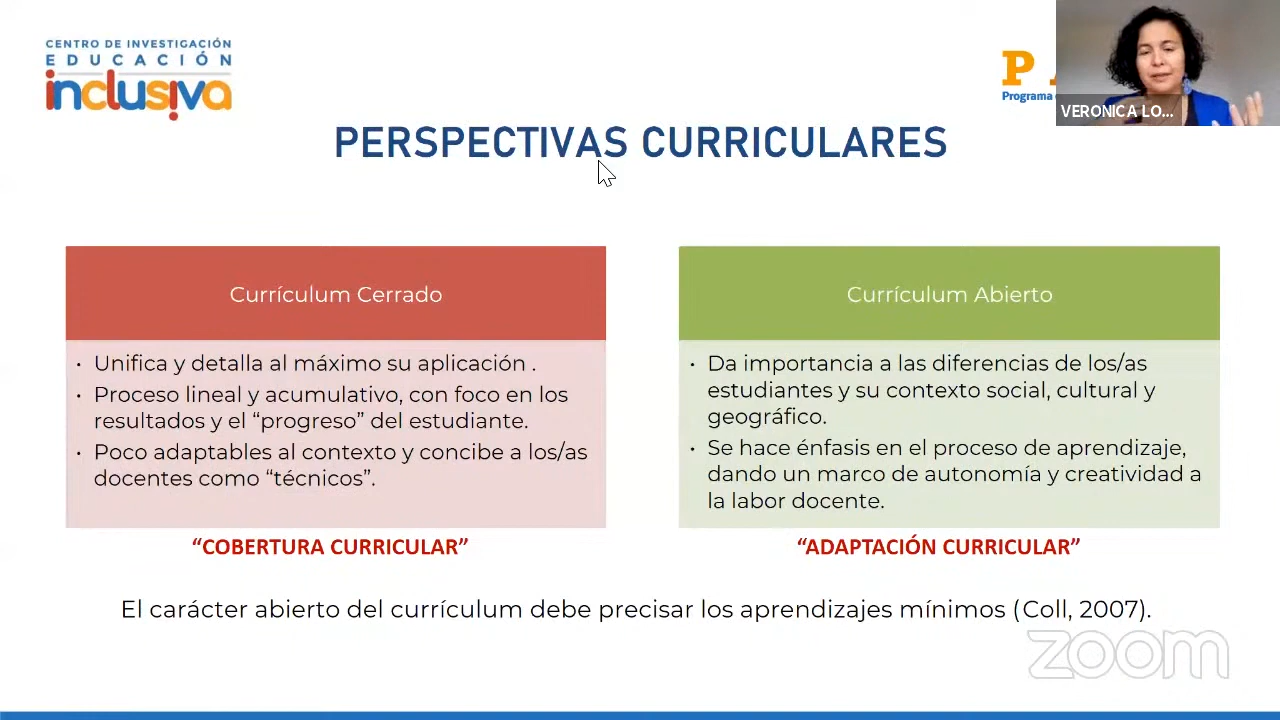 CENTRO DE INVESTIGACIÓN
EDUCACIÓN
inclusiva
P
Programa
VERONICA LO...
PERSPECTIVAS CURRICULARES
Currículum Cerrado
• Unifica y detalla al máximo su aplicación .
• Proceso lineal y acumulativo, con foco en los
resultados y el “progreso” del estudiante.
• Poco adaptables al contexto y concibe a los/as
docentes como “técnicos”.
“COBERTURA CURRICULAR”
Currículum Abierto
• Da importancia a las diferencias de los/as
estudiantes y su contexto social, cultural y
geográfico.
• Se hace énfasis en el proceso de aprendizaje,
dando un marco de autonomía y creatividad a
la labor docente.
“ADAPTACIÓN CURRICULAR”
El carácter abierto del currículum debe precisar los aprendizajes mínimos (Coll, 2007).
zoom